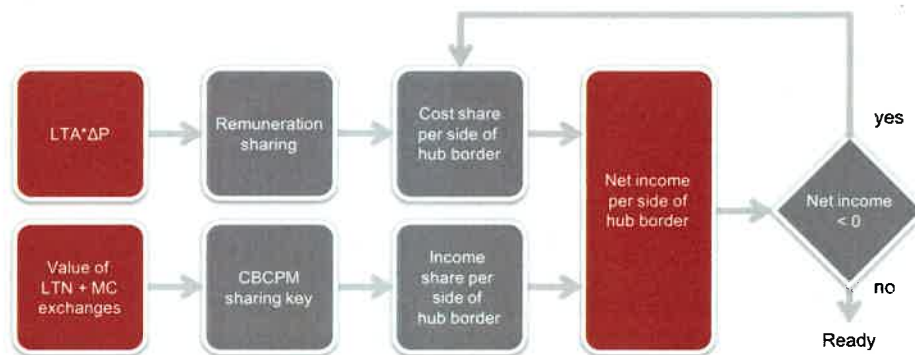 LTA*ΔP
Remuneration
sharing
Cost share
per side of
hub border
Net income
per side of
hub border
yes
Net income
< 0
no
Ready
Value of
LTN + MC
exchanges
CBCPM
sharing key
Income
share per
side of
hub border